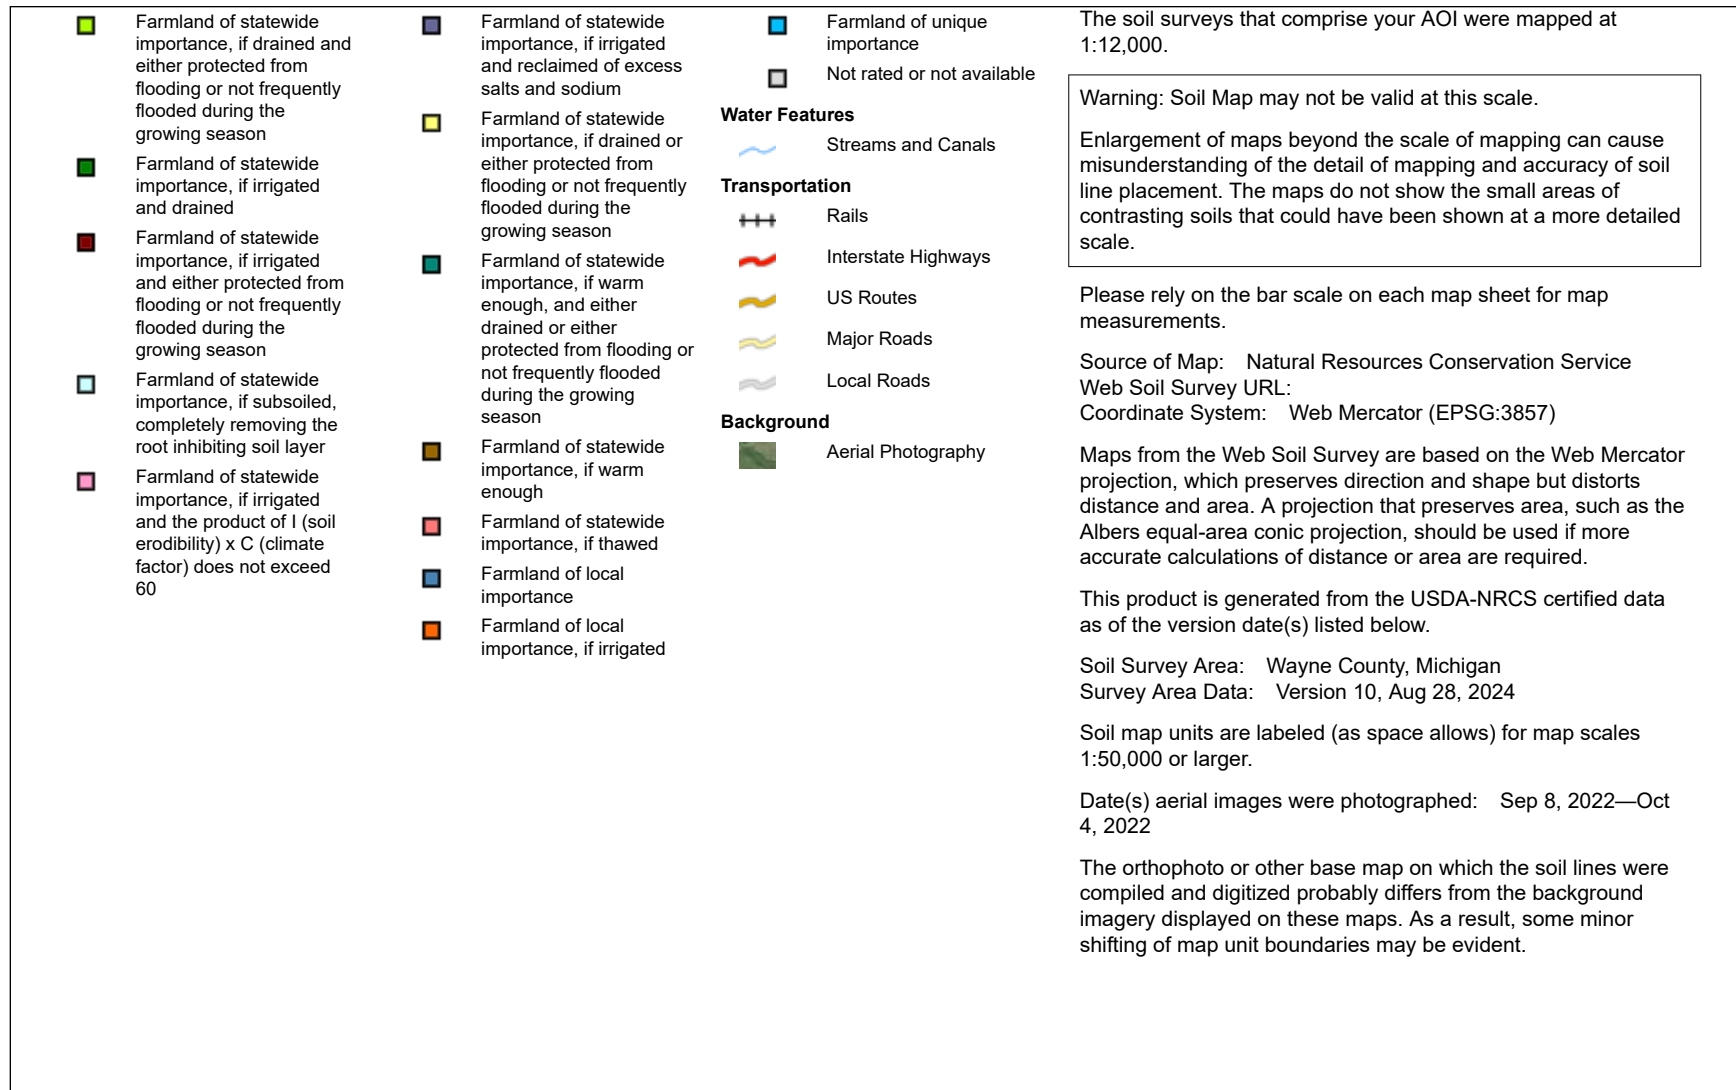 Farmland of statewide
importance, if drained and
either protected from
flooding or not frequently
flooded during the
growing season
Farmland of statewide
importance, if irrigated
and drained
Farmland of statewide
importance, if irrigated
and either protected from
flooding or not frequently
flooded during the
growing season
Farmland of statewide
importance, if subsoiled,
completely removing the
root inhibiting soil layer
Farmland of statewide
importance, if irrigated
and the product of I (soil
erodibility) x C (climate
factor) does not exceed
60
Farmland of statewide
importance, if irrigated
and reclaimed of excess
salts and sodium
Farmland of statewide
importance, if drained or
either protected from
flooding or not frequently
flooded during the
growing season
Farmland of statewide
importance, if warm
enough, and either
drained or either
protected from flooding or
not frequently flooded
during the growing
season
Farmland of statewide
importance, if warm
enough
Farmland of statewide
importance, if thawed
Farmland of local
importance
Farmland of local
importance, if irrigated
Farmland of unique
importance
Not rated or not available
Water Features
Streams and Canals
Transportation
Rails
Interstate Highways
US Routes
Major Roads
Local Roads
Background
Aerial Photography
The soil surveys that comprise your AOI were mapped at
1:12,000.
Warning: Soil Map may not be valid at this scale.
Enlargement of maps beyond the scale of mapping can cause
misunderstanding of the detail of mapping and accuracy of soil
line placement. The maps do not show the small areas of
contrasting soils that could have been shown at a more detailed
scale.
Please rely on the bar scale on each map sheet for map
measurements.
Source of Map: Natural Resources Conservation Service
Web Soil Survey URL:
Coordinate System: Web Mercator (EPSG:3857)
Maps from the Web Soil Survey are based on the Web Mercator
projection, which preserves direction and shape but distorts
distance and area. A projection that preserves area, such as the
Albers equal-area conic projection, should be used if more
accurate calculations of distance or area are required.
This product is generated from the USDA-NRCS certified data
as of the version date(s) listed below.
Soil Survey Area: Wayne County, Michigan
Survey Area Data: Version 10, Aug 28, 2024
Soil map units are labeled (as space allows) for map scales
1:50,000 or larger.
Date(s) aerial images were photographed: Sep 8, 2022—Oct
4, 2022
The orthophoto or other base map on which the soil lines were
compiled and digitized probably differs from the background
imagery displayed on these maps. As a result, some minor
shifting of map unit boundaries may be evident.